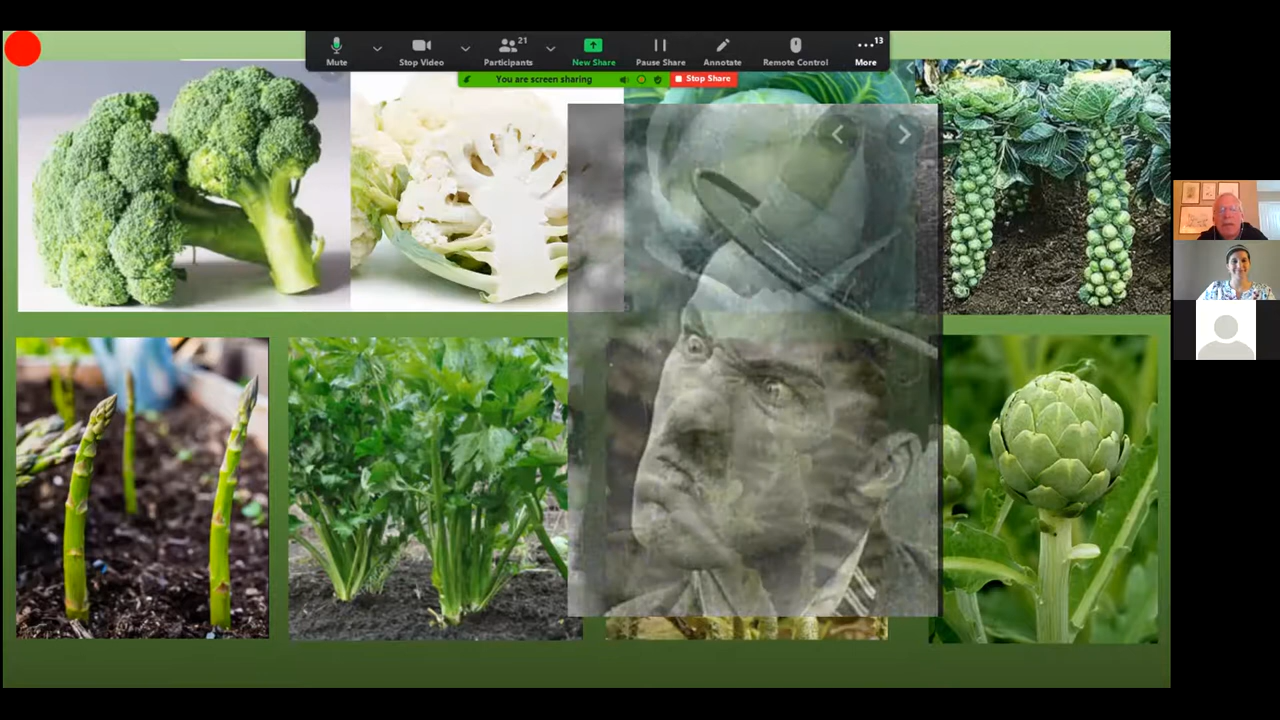 21
13
Mute
Stop Video
Participants
New Share
Pause Share
Annotate
Remote Control
More
You are screen sharing
Stop Share